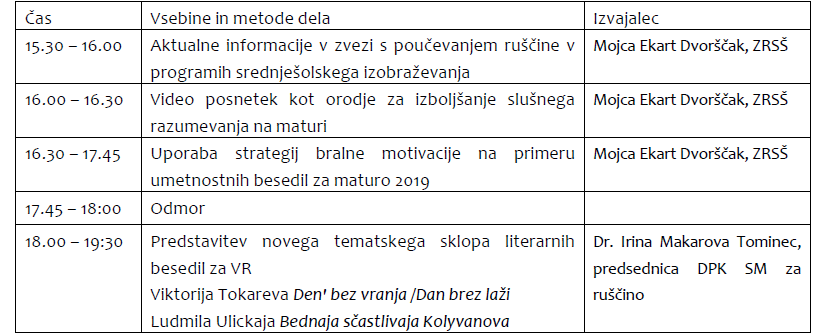 Čas Vsebine in metode dela Izvajalec
15.30 – 16.00 Aktualne informacije v zvezi s poučevanjem ruščine v Mojca Ekart Dvorščak, ZRSŠ
programih srednješolskega izobraževanja
16.00 – 16.30 Video posnetek kot orodje za izboljšanje slušnega Mojca Ekart Dvorščak, ZRSŠ
razumevanja na maturi
16.30 – 17.45 Uporaba strategij bralne motivacije na primeru Mojca Ekart Dvorščak, ZRSŠ
umetnostnih besedil za maturo 2019
17.45 – 18:00 Odmor
18.00 – 19:30 Predstavitev novega tematskega sklopa literarnih Dr. Irina Makarova Tominec,
besedil za VR predsednica DPK SM za
Viktorija Tokareva Den' bez vranja /Dan brez laži ruščino
Ludmila Ulickaja Bednaja sčastlivaja Kolyvanova